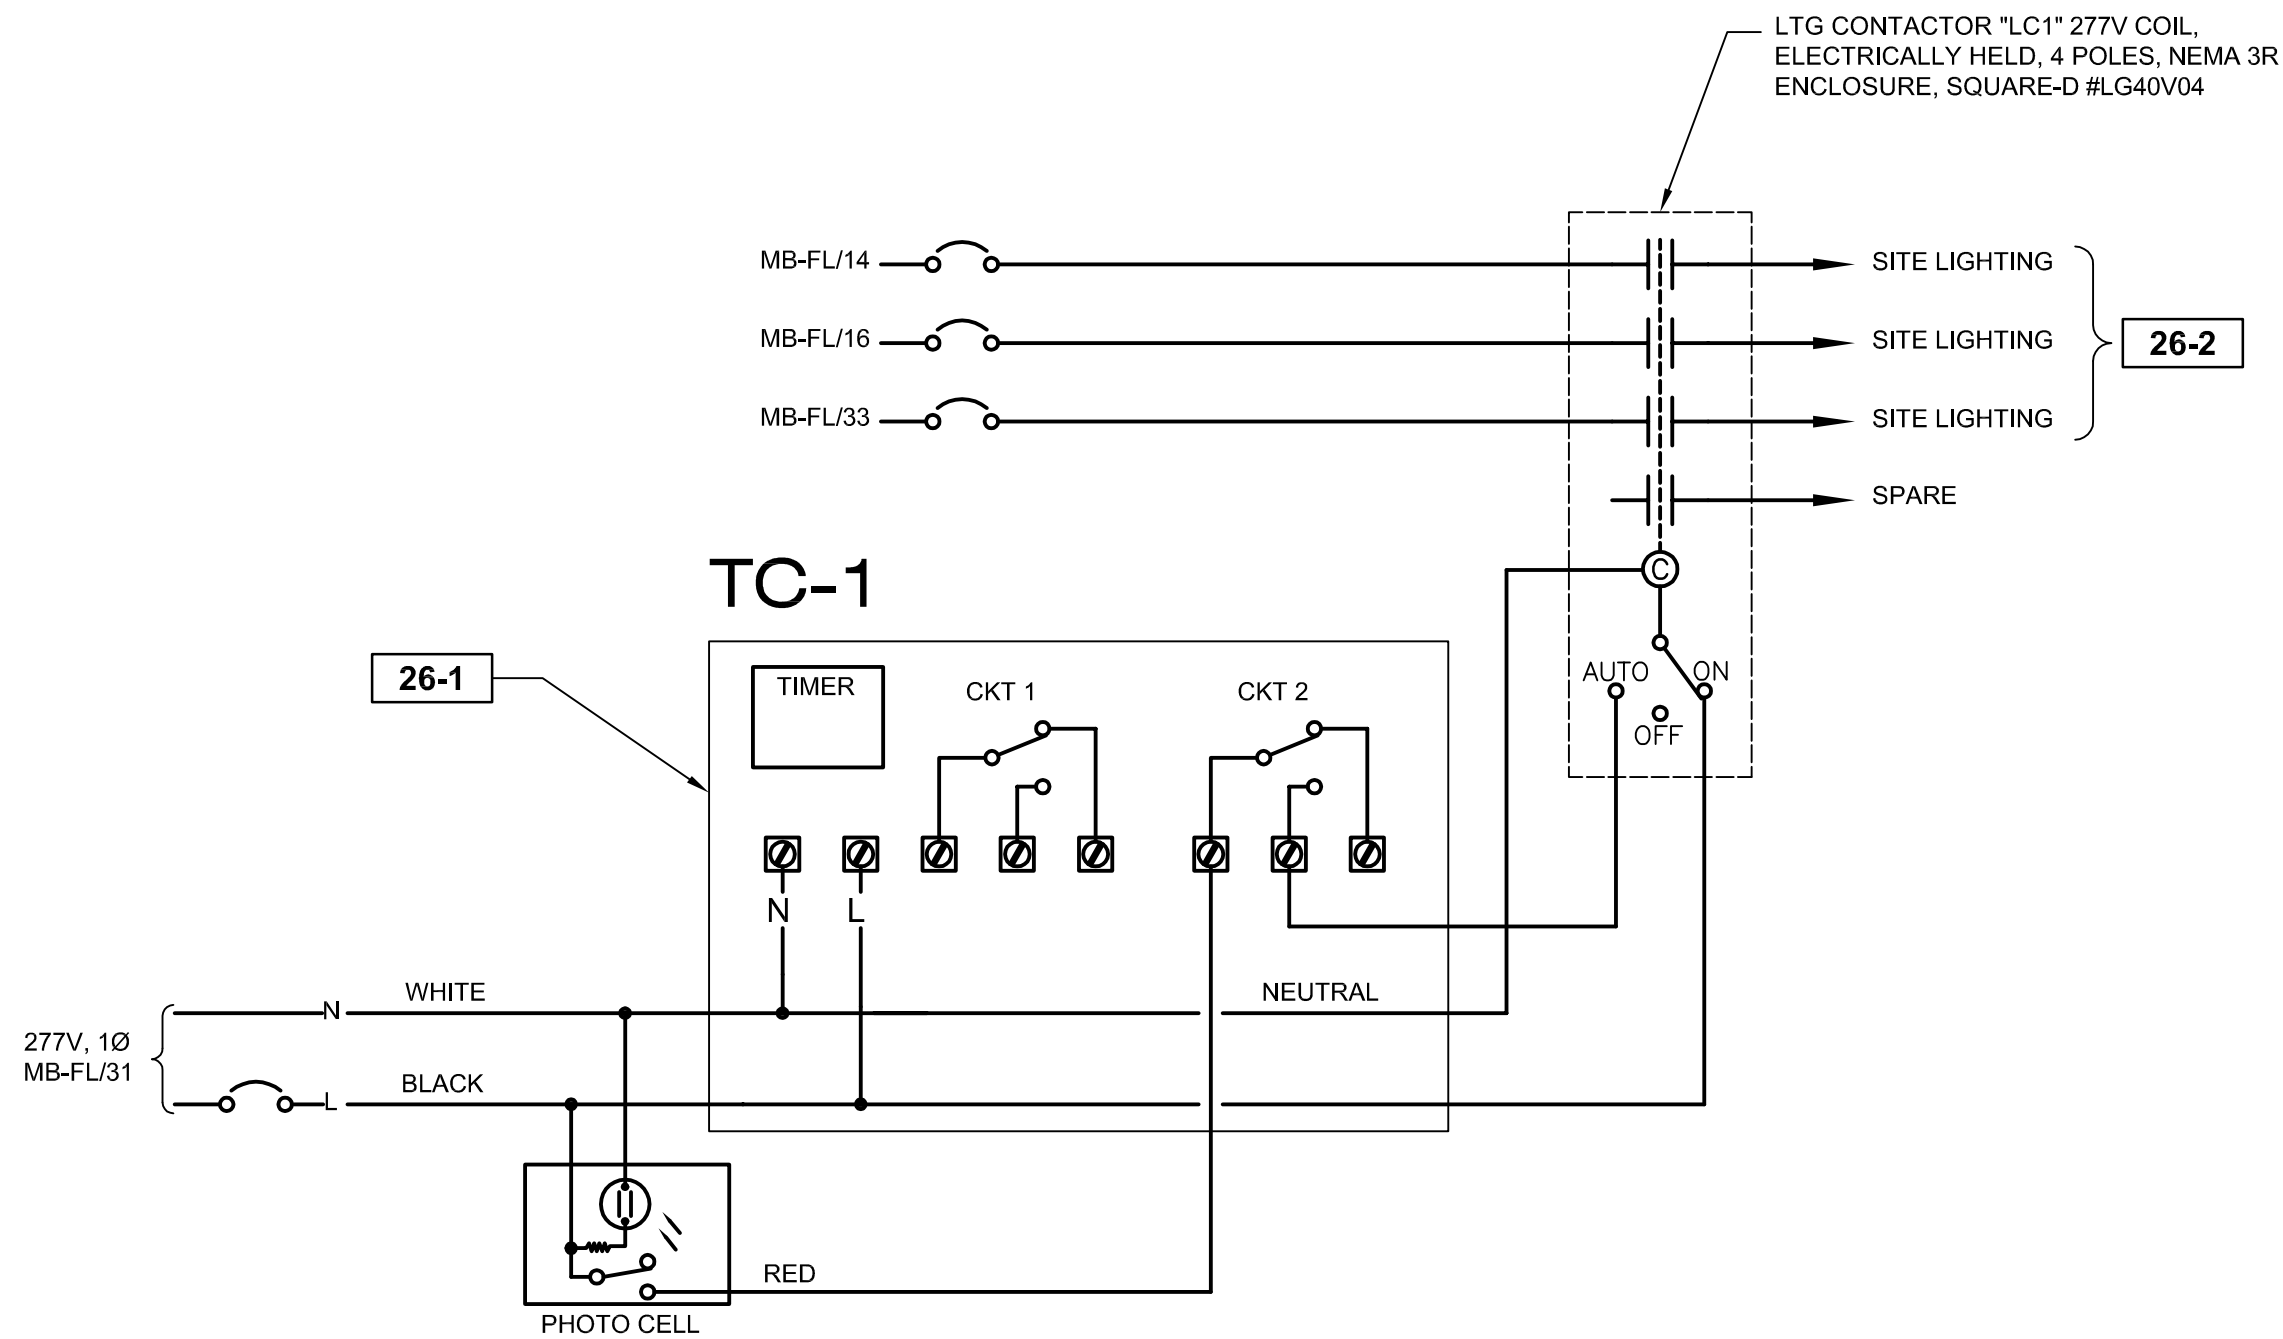 LTG CONTACTOR "LC1" 277V COIL,
ELECTRICALLY HELD, 4 POLES, NEMA 3R
ENCLOSURE, SQUARE-D #LG40V04
MB-FL/14
SITE LIGHTING
MB-FL/16
SITE LIGHTING
26-2
MB-FL/33
SITE LIGHTING
SPARE
TC-1
C
26-1
TIMER
CKT 1
CKT 2
AUTO
ON
OFF
N
L
WHITE
NEUTRAL
N
277V, 1Ø
MB-FL/31
BLACK
L
RED
PHOTO CELL